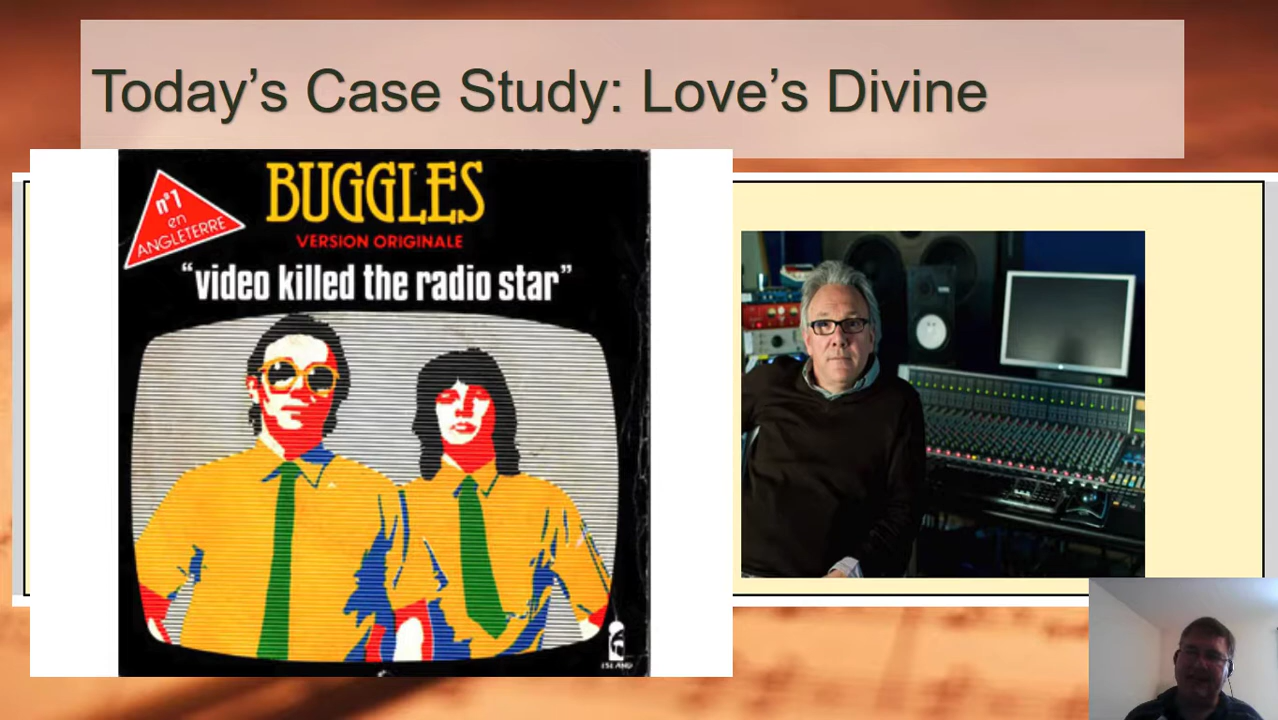 Today’s Case Study: Love’s Divine
BUGGLES
n°1
en
ANGLETERRE
VERSION ORIGINALE
“video killed the radio star”
ISLAND